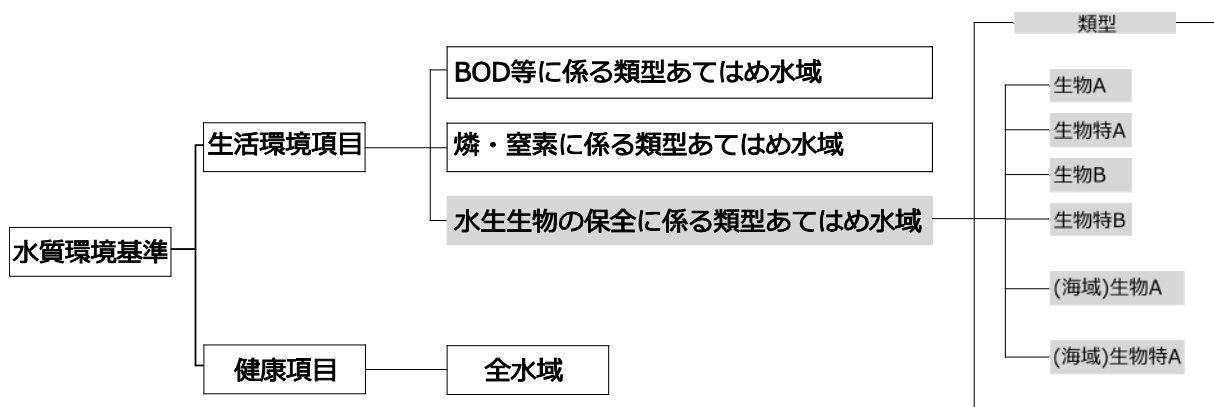 類型
BOD等に係る類型あてはめ水域
生物A
生物特A
生活環境項目
燐・窒素に係る類型あてはめ水域
生物B
水生生物の保全に係る類型あてはめ水域
生物特B
水質環境基準
(海域)生物A
健康項目
全水域
(海域)生物特A